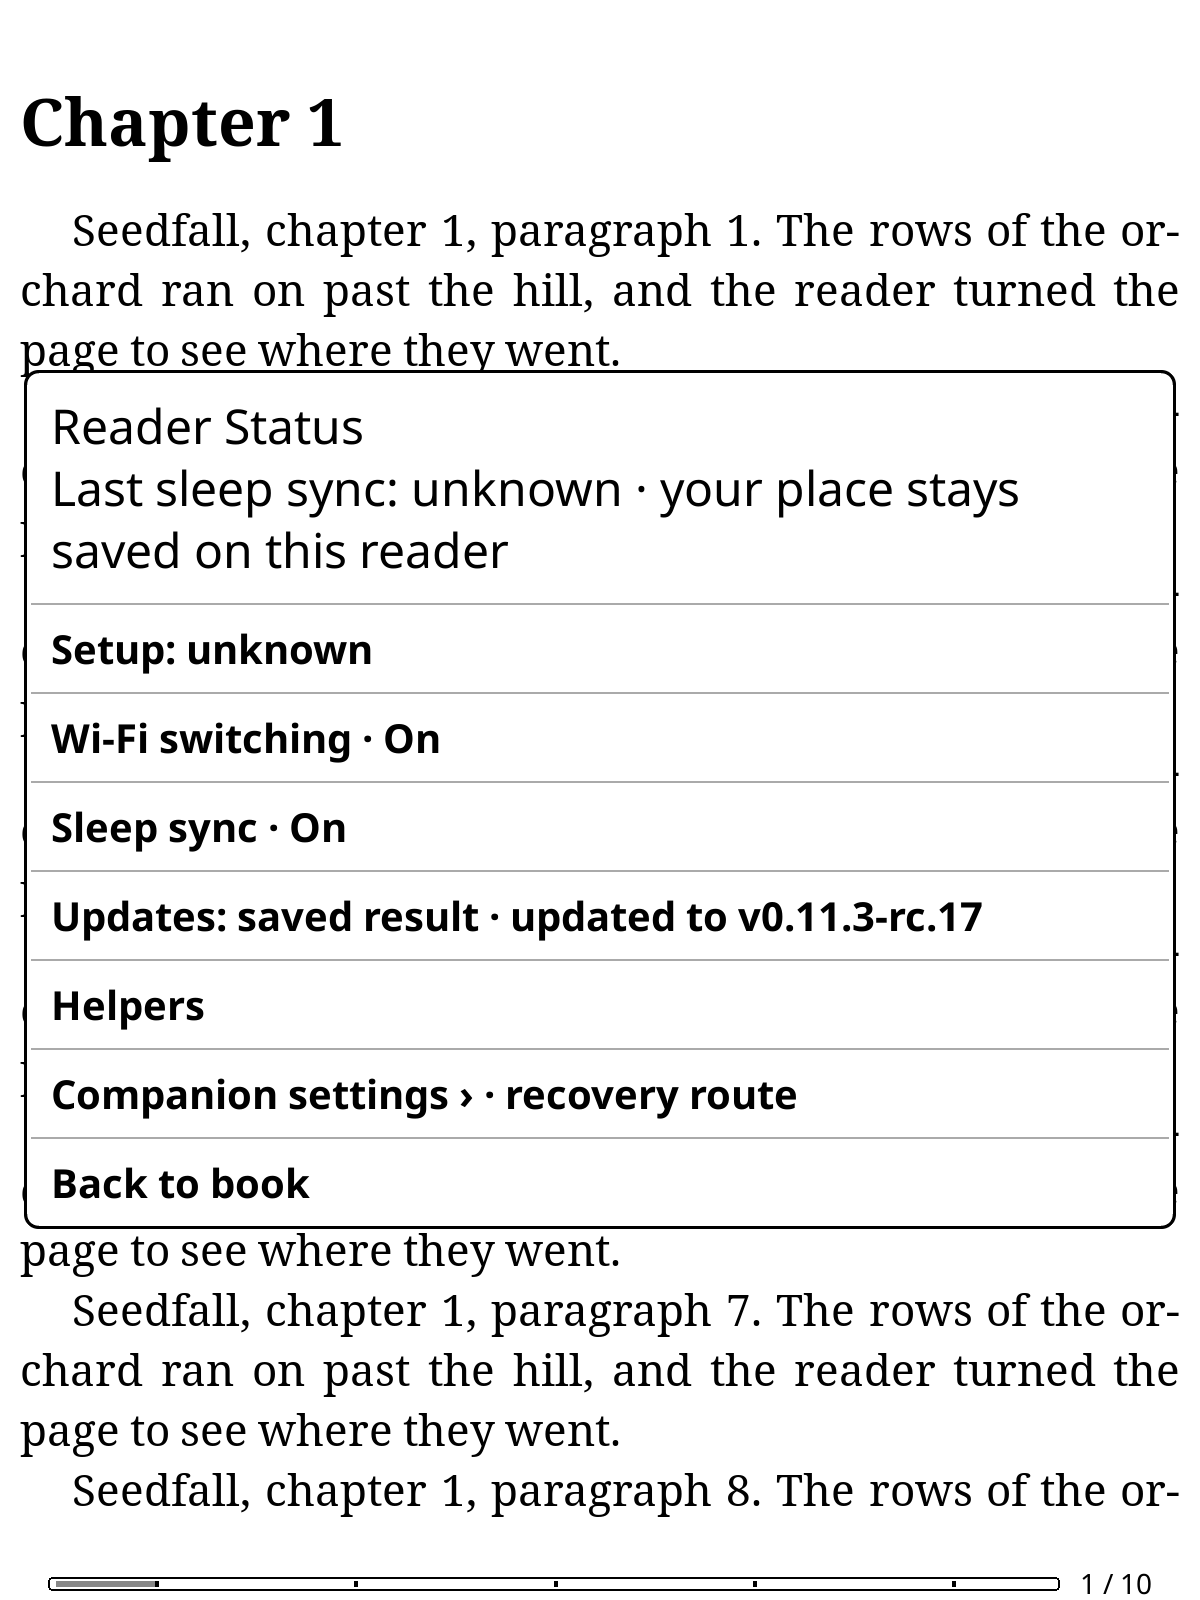 Chapter 1
Seedfall, chapter 1, paragraph 1. The rows of the or-
chard ran on past the hill, and the reader turned the
page to see where they went.
Reader Status
Last sleep sync: unknown · your place stays
saved on this reader
Setup: unknown
Wi-Fi switching · On
Sleep sync · On
Updates: saved result · updated to v0.11.3-rc.17
Helpers
Companion settings › · recovery route
Back to book
page to see where they went.
Seedfall, chapter 1, paragraph 7. The rows of the or-
chard ran on past the hill, and the reader turned the
page to see where they went.
Seedfall, chapter 1, paragraph 8. The rows of the or-
1 / 10